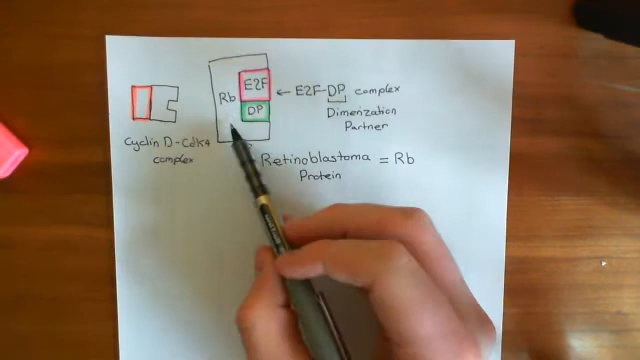 E2F
Rb
DP
← E2F-DP complex
Dimerization
Partner
Cyclin D-Cdk4
complex
Retinoblastoma = Rb
Protein